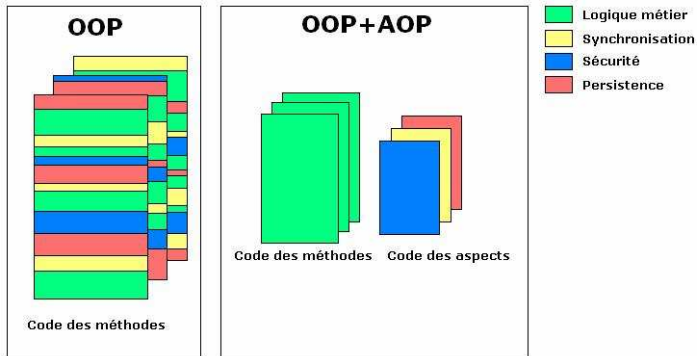 OOP
Code des méthodes
OOP+AOP
Code des méthodes
Code des aspects
Logique métier
Synchronisation
Sécurité
Persistence